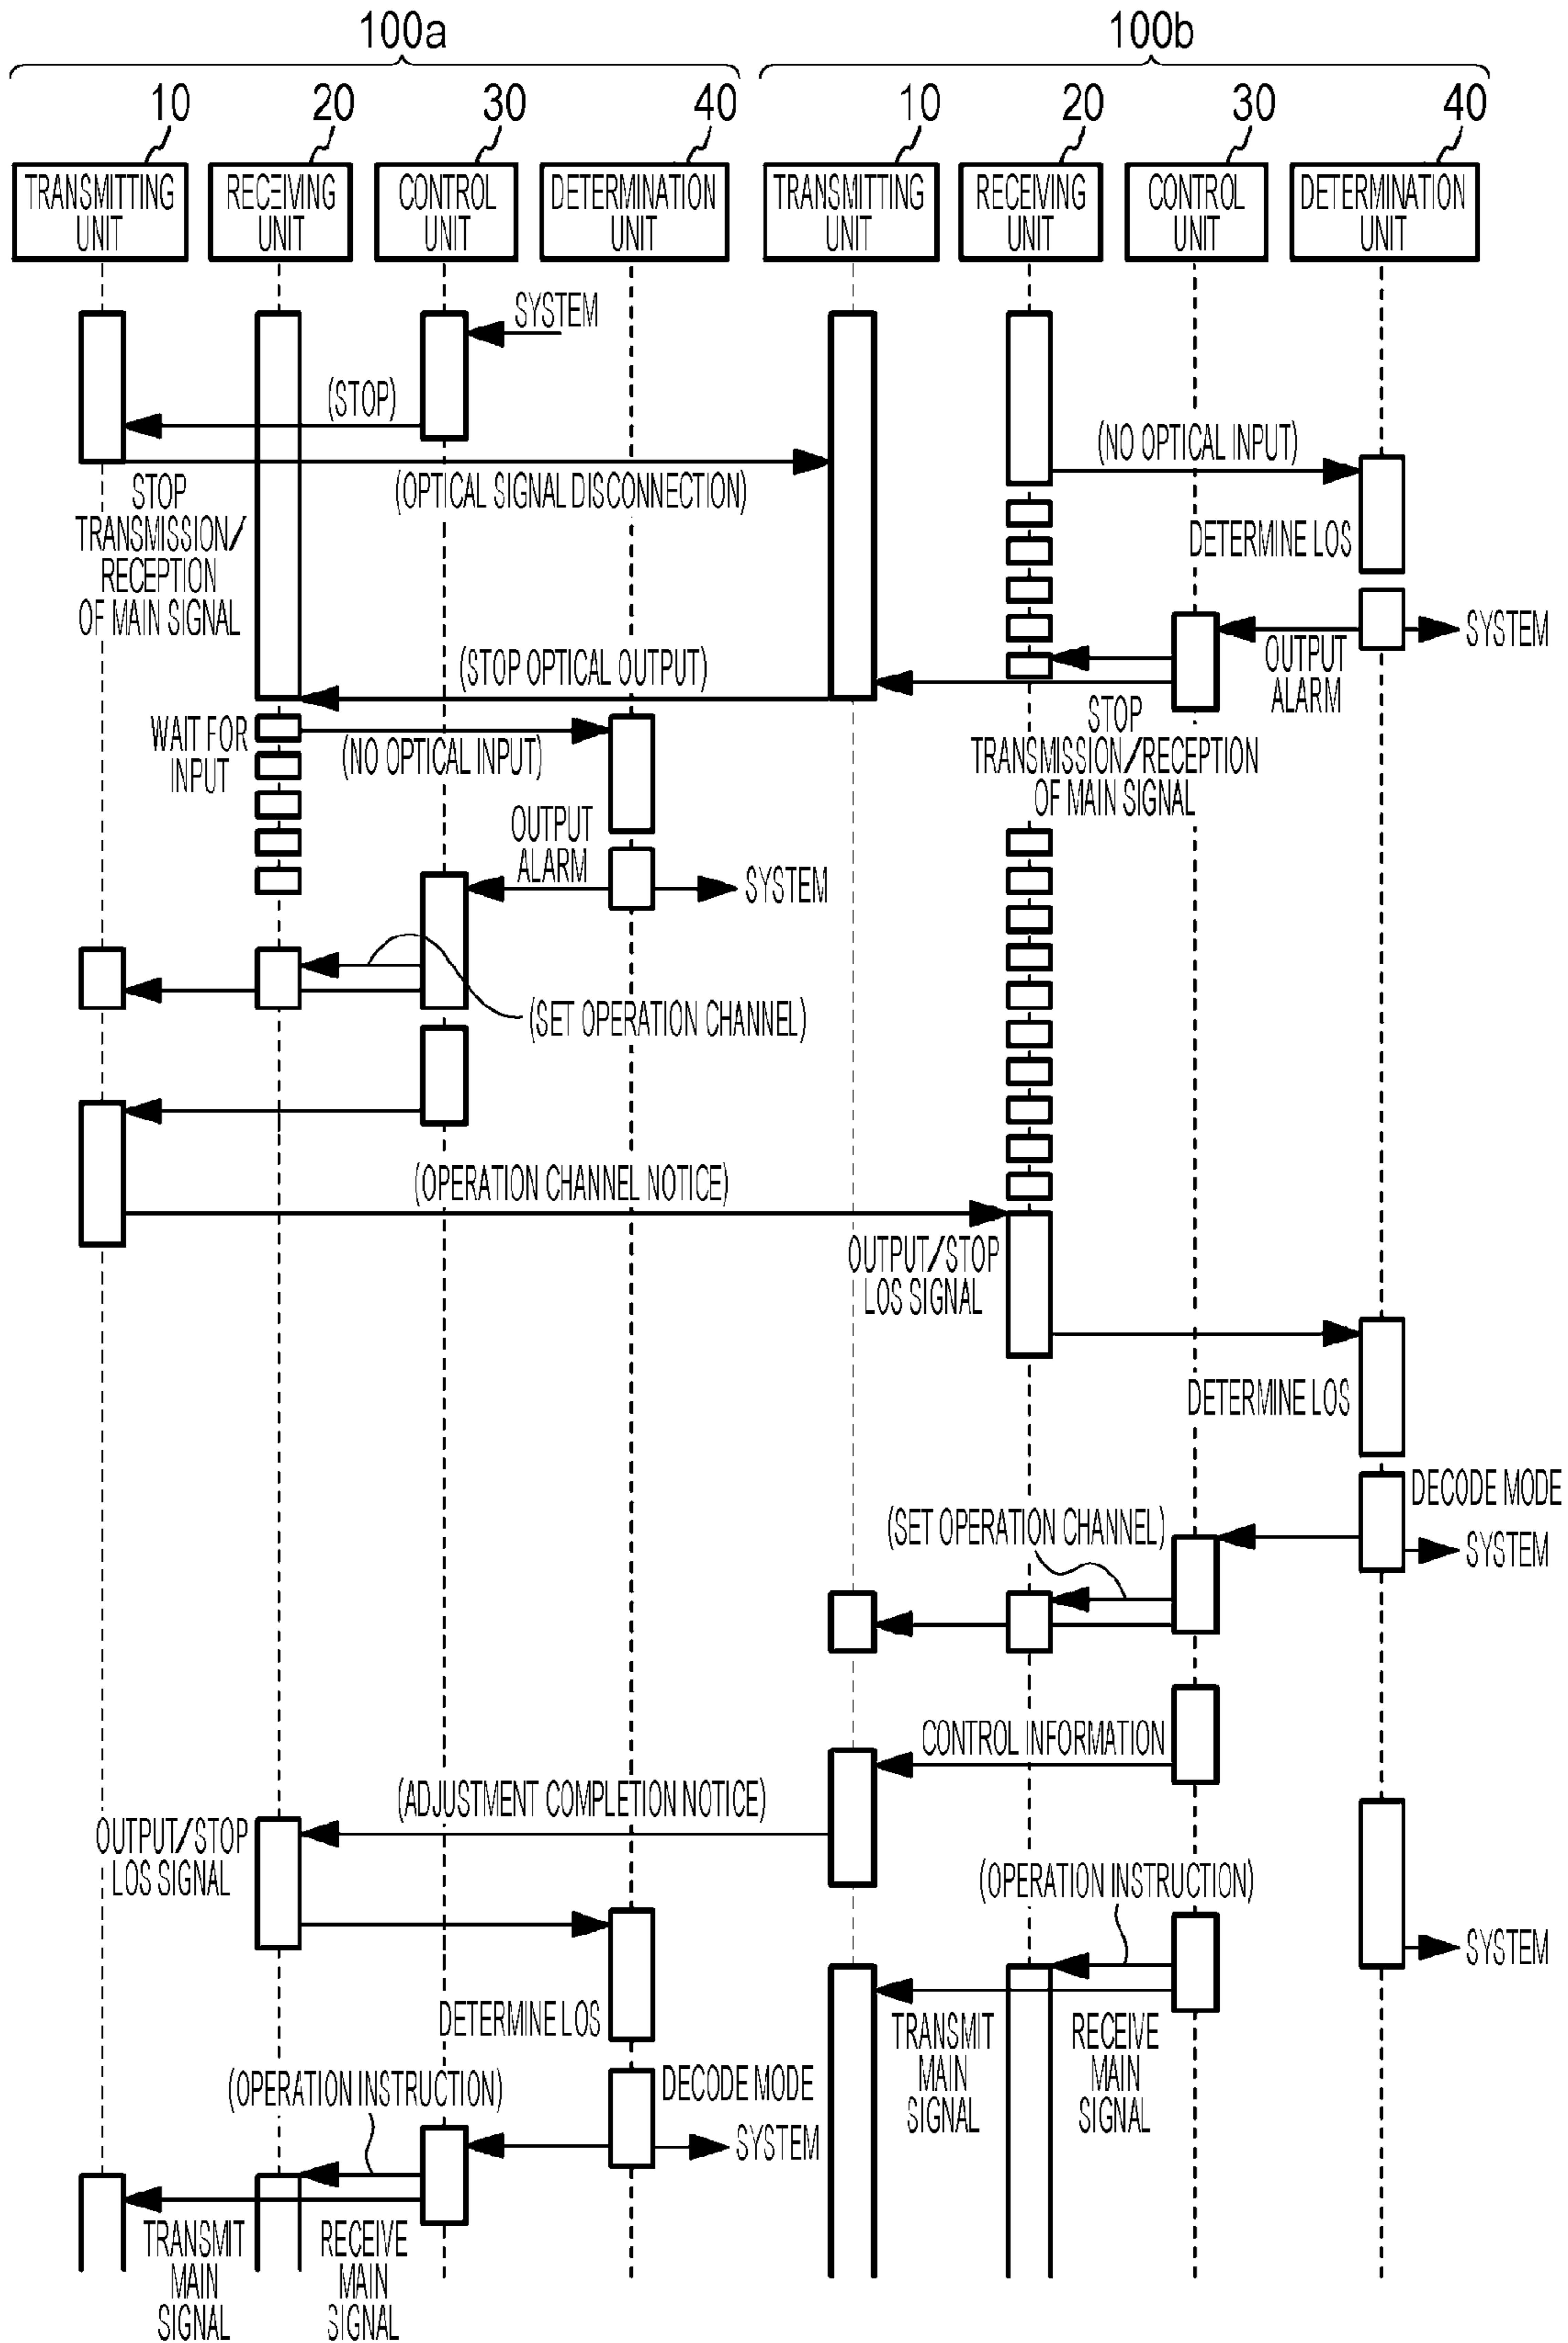 100a
100b
10
20
30
40
10
20
30
40
TRANSMITTING
UNIT
RECEIVING
UNIT
CONTROL
UNIT
DETERMINATION
UNIT
TRANSMITTING
UNIT
RECEIVING
UNIT
CONTROL
UNIT
DETERMINATION
UNIT
SYSTEM
(STOP)
(NO OPTICAL INPUT)
STOP
TRANSMISSION/
RECEPTION
OF MAIN SIGNAL
(OPTICAL SIGNAL DISCONNECTION)
DETERMINE LOS
SYSTEM
OUTPUT
ALARM
(STOP OPTICAL OUTPUT)
STOP
TRANSMISSION/RECEPTION
OF MAIN SIGNAL
WAIT FOR
INPUT
(NO OPTICAL INPUT)
OUTPUT
ALARM
SYSTEM
(SET OPERATION CHANNEL)
(OPERATION CHANNEL NOTICE)
OUTPUT/STOP
LOS SIGNAL
DETERMINE LOS
DECODE MODE
SYSTEM
(SET OPERATION CHANNEL)
CONTROL INFORMATION
(ADJUSTMENT COMPLETION NOTICE)
OUTPUT/STOP
LOS SIGNAL
(OPERATION INSTRUCTION)
SYSTEM
DETERMINE LOS
TRANSMIT
MAIN
SIGNAL
RECEIVE
MAIN
SIGNAL
(OPERATION INSTRUCTION)
DECODE MODE
SYSTEM
TRANSMIT
MAIN
SIGNAL
RECEIVE
MAIN
SIGNAL